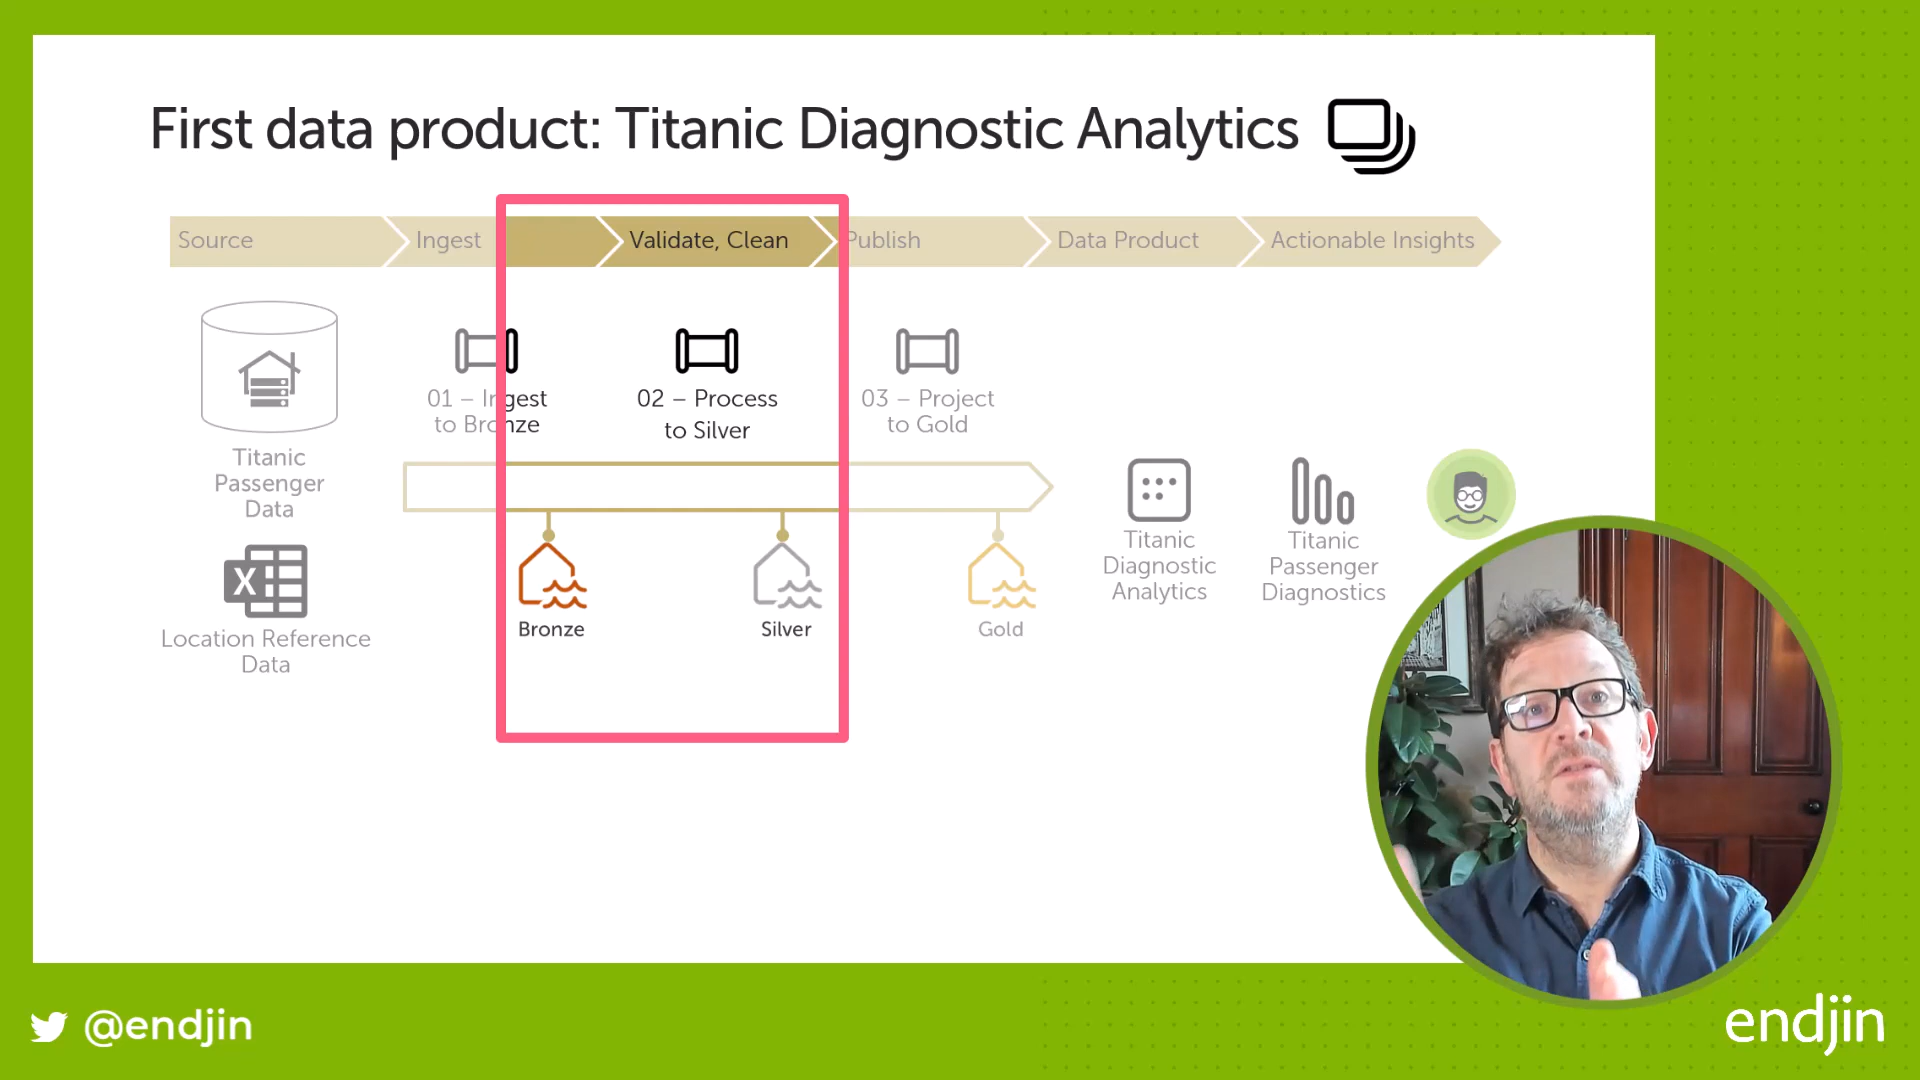 First data product: Titanic Diagnostic Analytics
Source
Ingest
Validate, Clean
Publish
Data Product
Actionable Insights
01 – Ingest
to Bronze
02 – Process
to Silver
03 – Project
to Gold
Titanic
Passenger
Data
X
Location Reference
Data
Bronze
Silver
Gold
Titanic
Diagnostic
Analytics
Titanic
Passenger
Diagnostics
@endjin
endjin